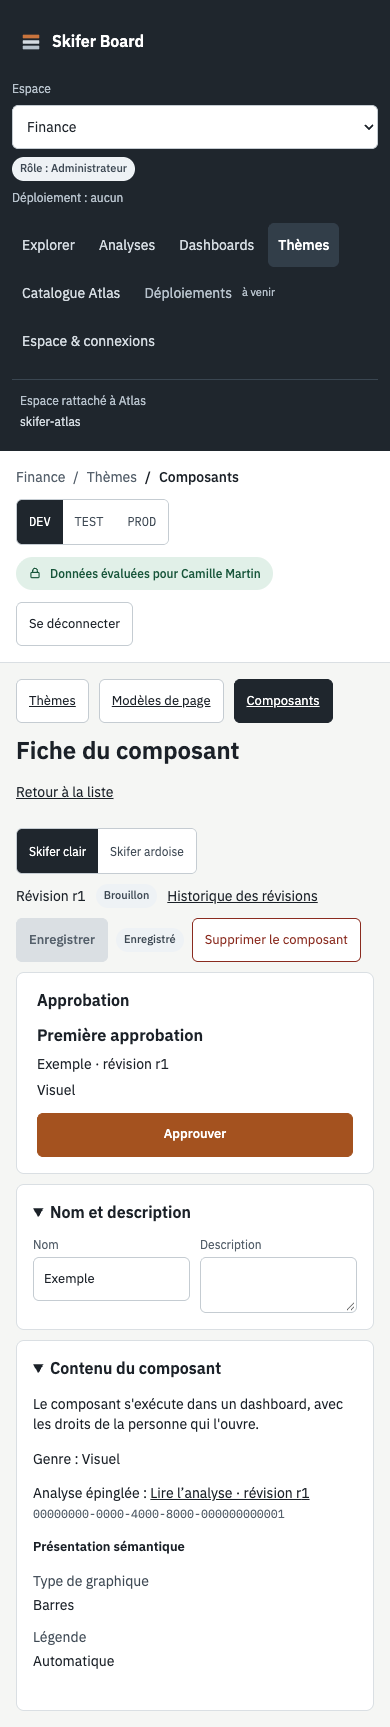 Skifer Board
Espace
Finance
Rôle : Administrateur
Déploiement : aucun
Explorer Analyses Dashboards Thèmes
Catalogue Atlas Déploiements à venir
Espace & connexions
Espace rattaché à Atlas
skifer-atlas
Finance / Thèmes / Composants
DEV TEST PROD
Données évaluées pour Camille Martin
Se déconnecter
Thèmes Modèles de page Composants
Fiche du composant
Retour à la liste
Skifer clair Skifer ardoise
Révision r1 Brouillon Historique des révisions
Enregistrer Enregistré Supprimer le composant
Approbation
Première approbation
Exemple · révision r1
Visuel
Approuver
▼ Nom et description
Nom Description
Exemple
▼ Contenu du composant
Le composant s'exécute dans un dashboard, avec
les droits de la personne qui l'ouvre.
Genre : Visuel
Analyse épinglée : Lire l’analyse · révision r1
00000000-0000-4000-8000-000000000001
Présentation sémantique
Type de graphique
Barres
Légende
Automatique